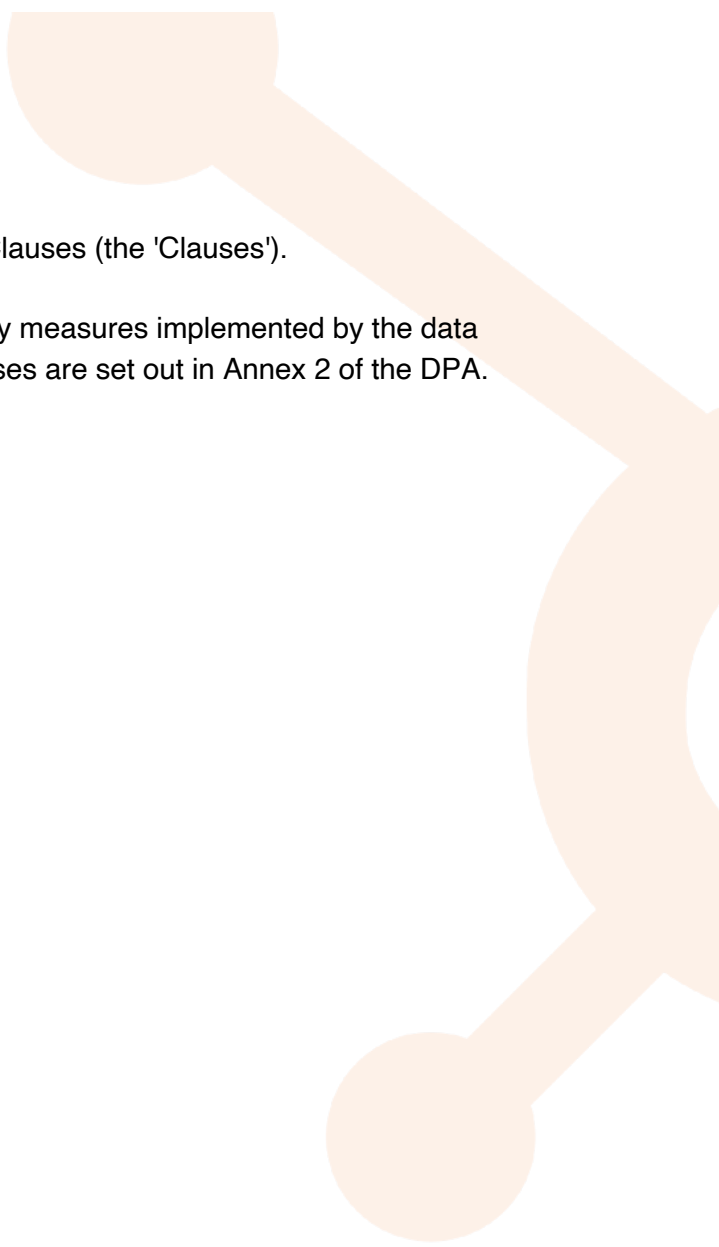 lauses (the 'Clauses').
y measures implemented by the data
ses are set out in Annex 2 of the DPA.